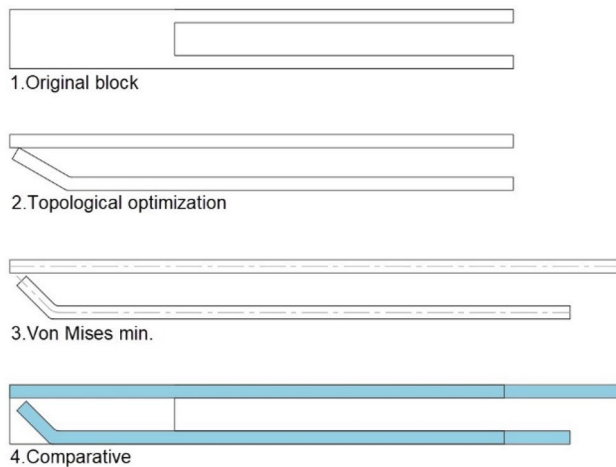 1.Original block
2.Topological optimization
3.Von Mises min.
4.Comparative